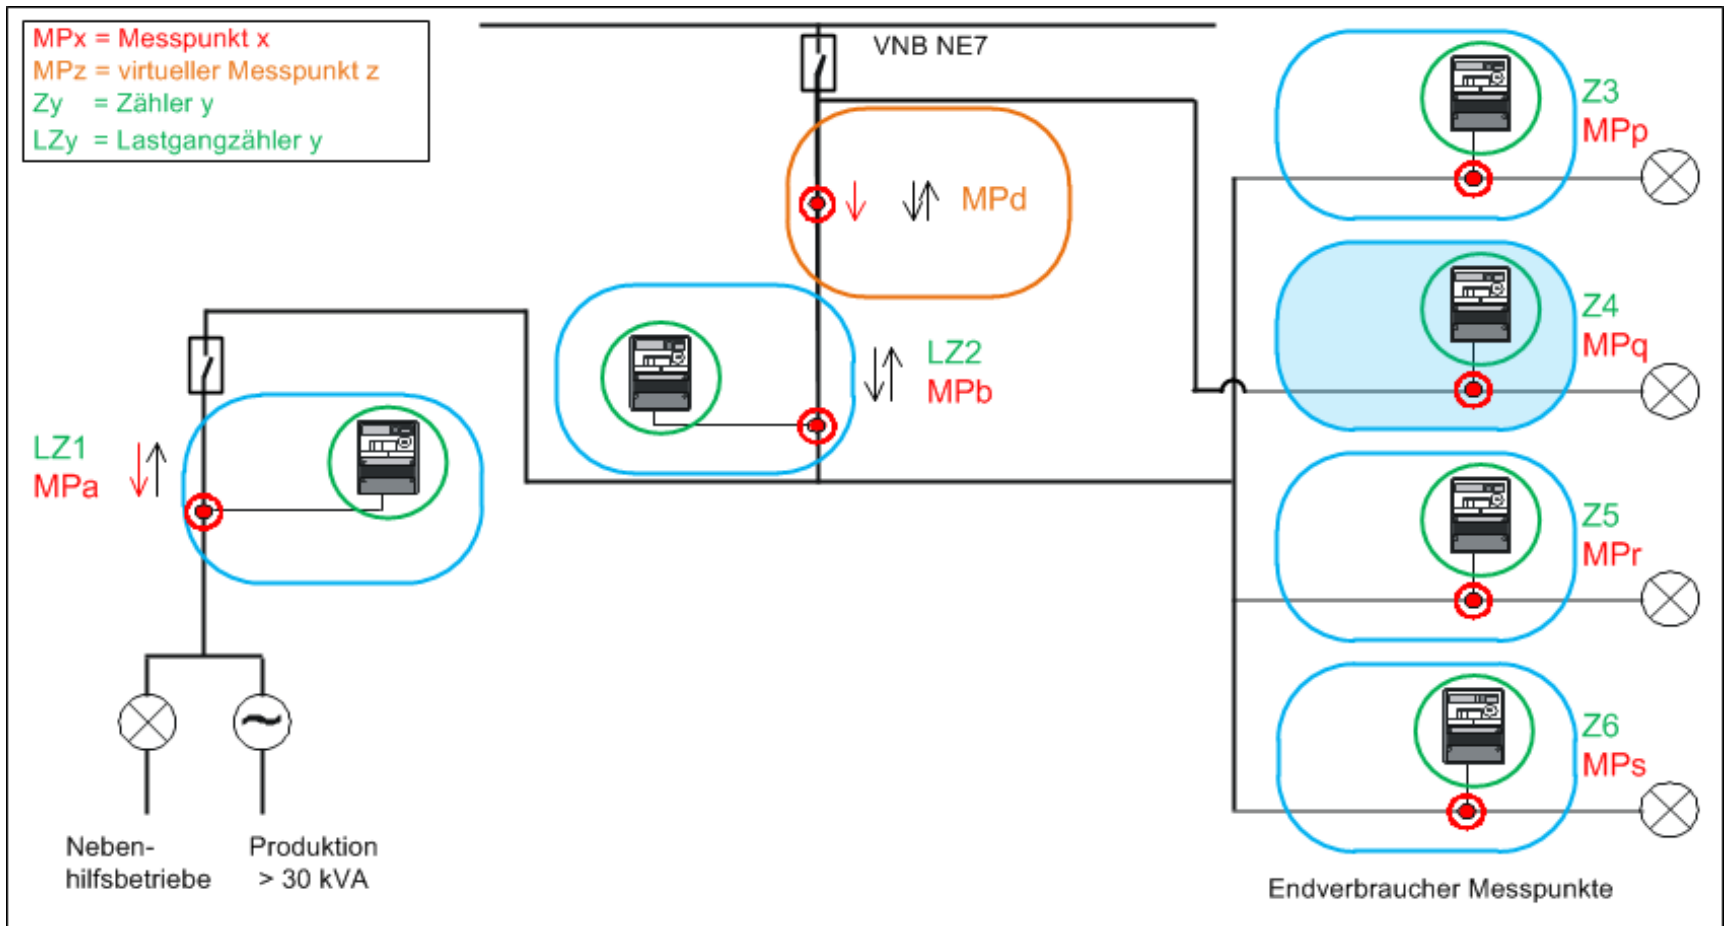 MPx = Messpunkt x
MPz = virtueller Messpunkt z
Zy = Zähler y
LZy = Lastgangzähler y
VNB NE7
MPd
LZ2
MPb
LZ1
MPa
Z3
MPp
Z4
MPq
Z5
MPr
Z6
MPs
Neben-
hilfsbetriebe
Produktion
> 30 kVA
Endverbraucher Messpunkte